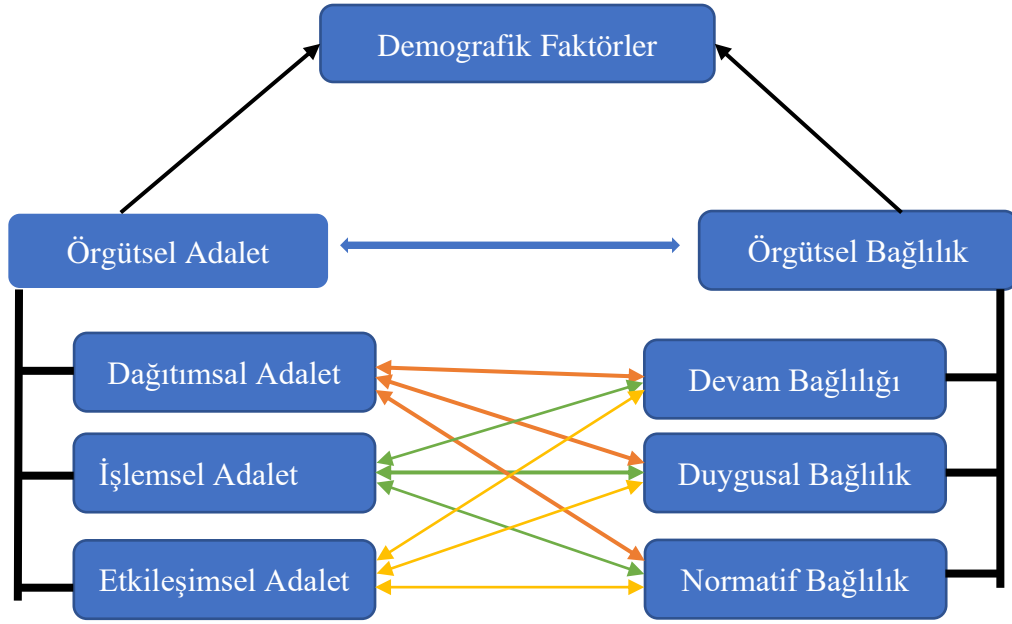 Demografik Faktörler
Örgütsel Adalet
Örgütsel Bağlılık
Dağıtımsal Adalet
Devam Bağlılığı
İşlemsel Adalet
Duygusal Bağlılık
Etkileşimsel Adalet
Normatif Bağlılık